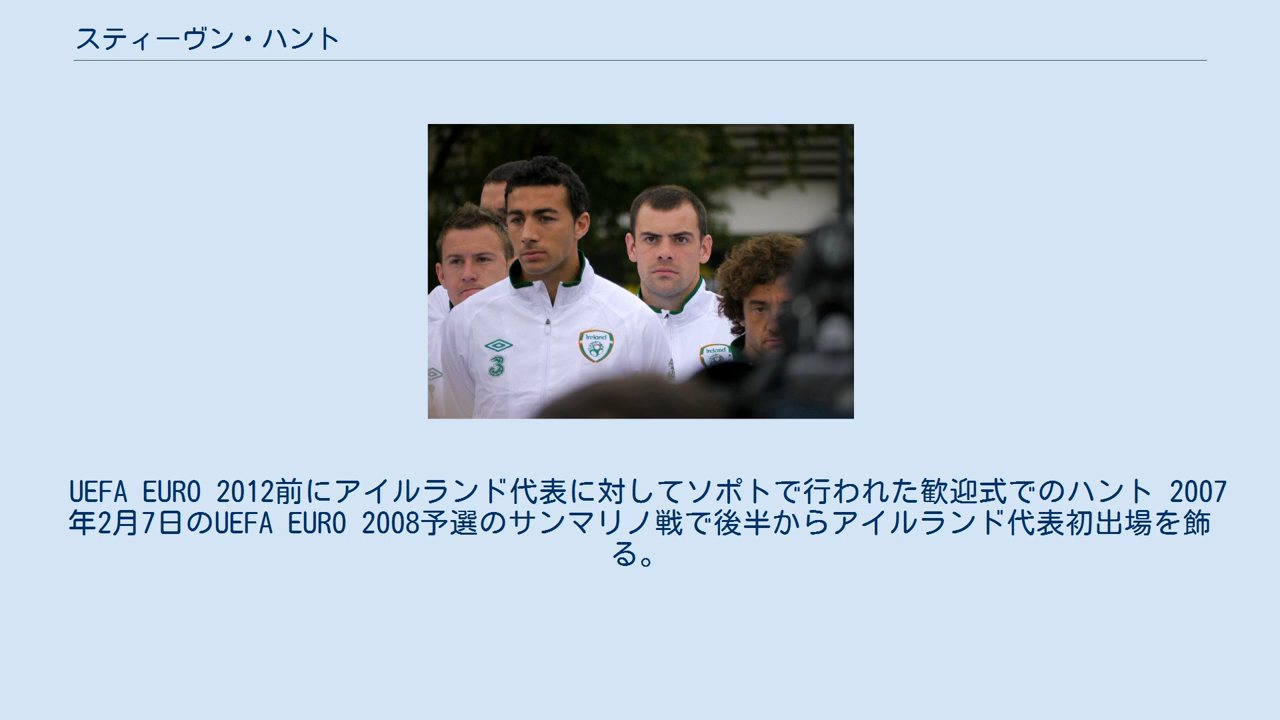 スティーヴン・ハント
Ireland
3
Ireland
UEFA EURO 2012前にアイルランド代表に対してソポトで行われた歓迎式でのハント 2007
年2月7日のUEFA EURO 2008予選のサンマリノ戦で後半からアイルランド代表初出場を飾
る。